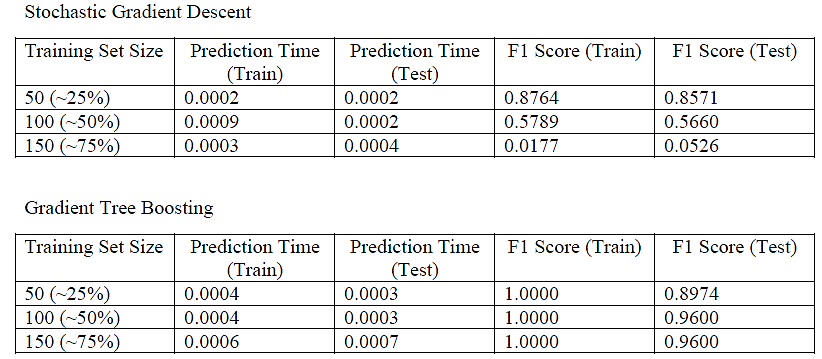 Stochastic Gradient Descent
Training Set Size Prediction Time (Train) Prediction Time (Test) F1 Score (Train) F1 Score (Test)
50 (~25%) 0.0002 0.0002 0.8764 0.8571
100 (~50%) 0.0009 0.0002 0.5789 0.5660
150 (~75%) 0.0003 0.0004 0.0177 0.0526
Gradient Tree Boosting
Training Set Size Prediction Time (Train) Prediction Time (Test) F1 Score (Train) F1 Score (Test)
50 (~25%) 0.0004 0.0003 1.0000 0.8974
100 (~50%) 0.0004 0.0003 1.0000 0.9600
150 (~75%) 0.0006 0.0007 1.0000 0.9600